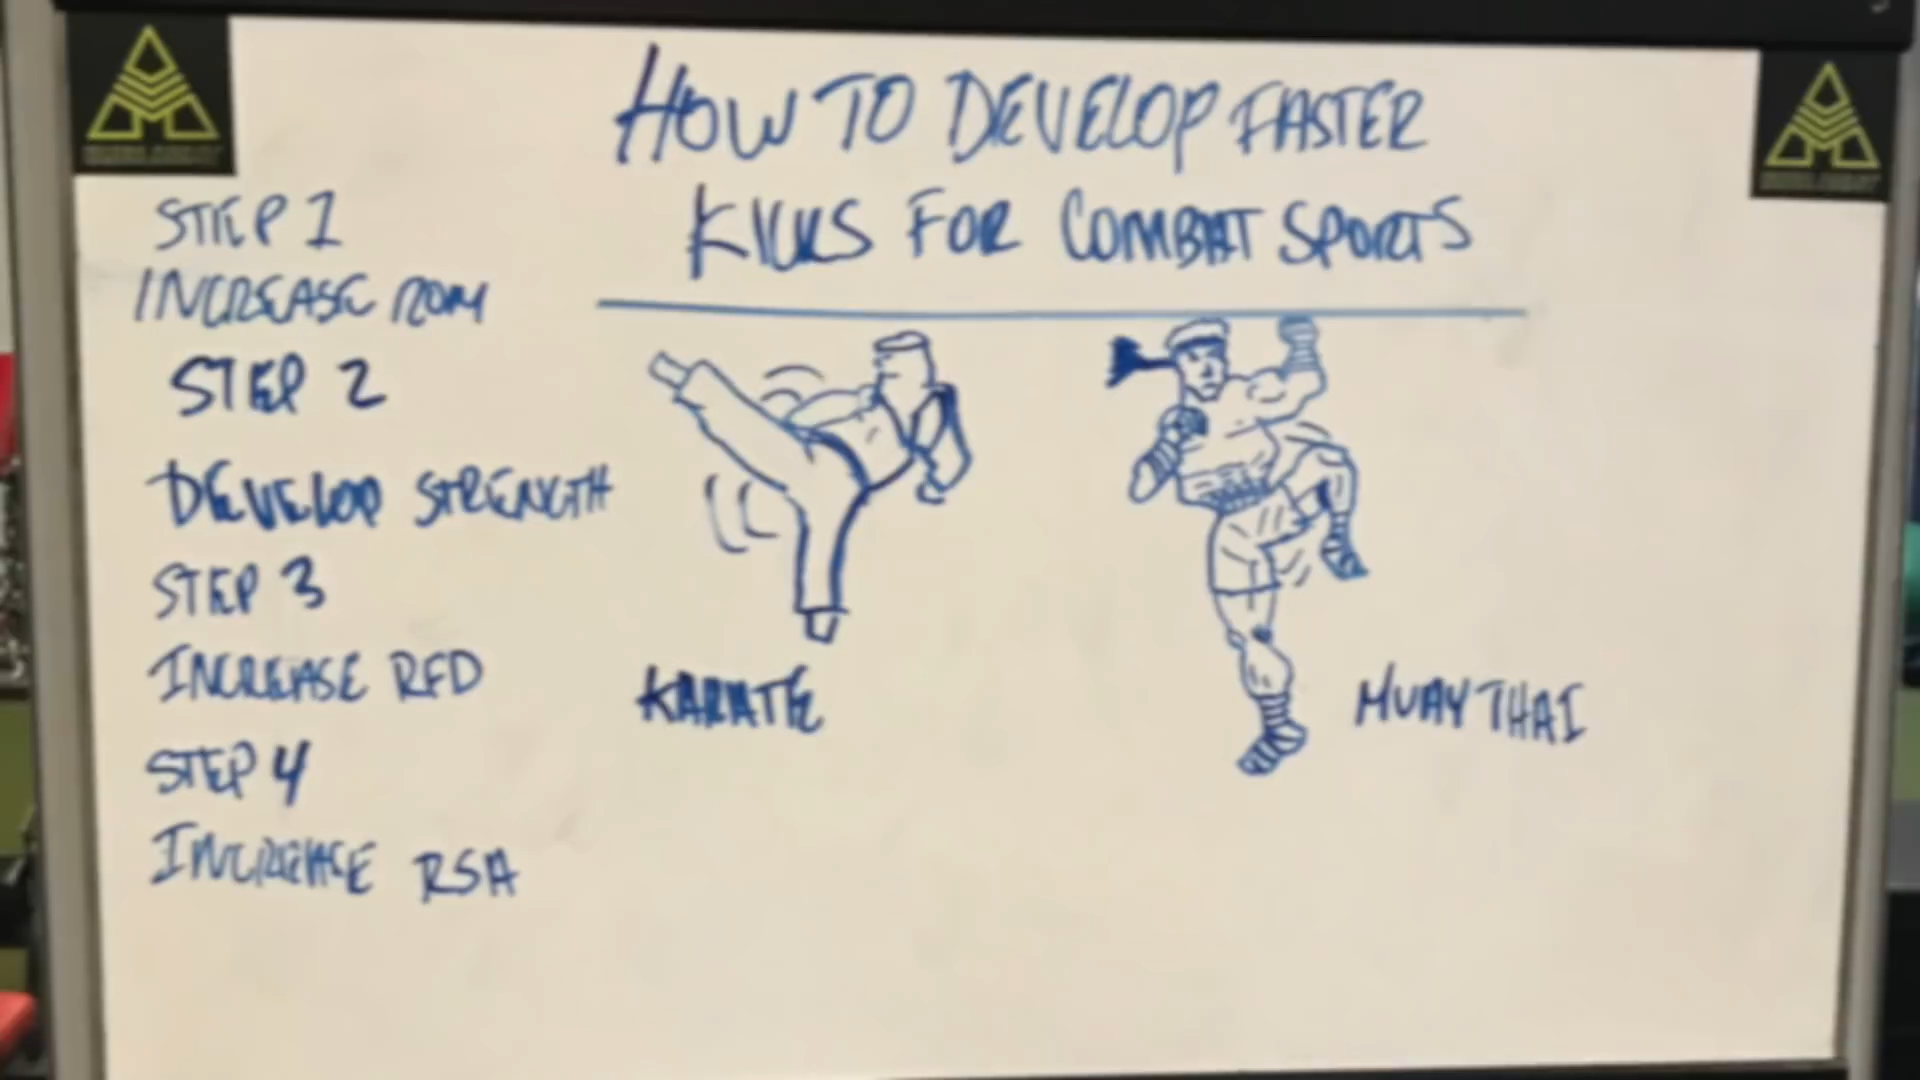 HOW TO DEVELOP FASTER
KICKS FOR COMBAT SPORTS
STEP 1
INCREASE ROM
STEP 2
DEVELOP STRENGTH
STEP 3
INCREASE RFD
STEP 4
INCREASE RSA
KARATE
MUAY THAI